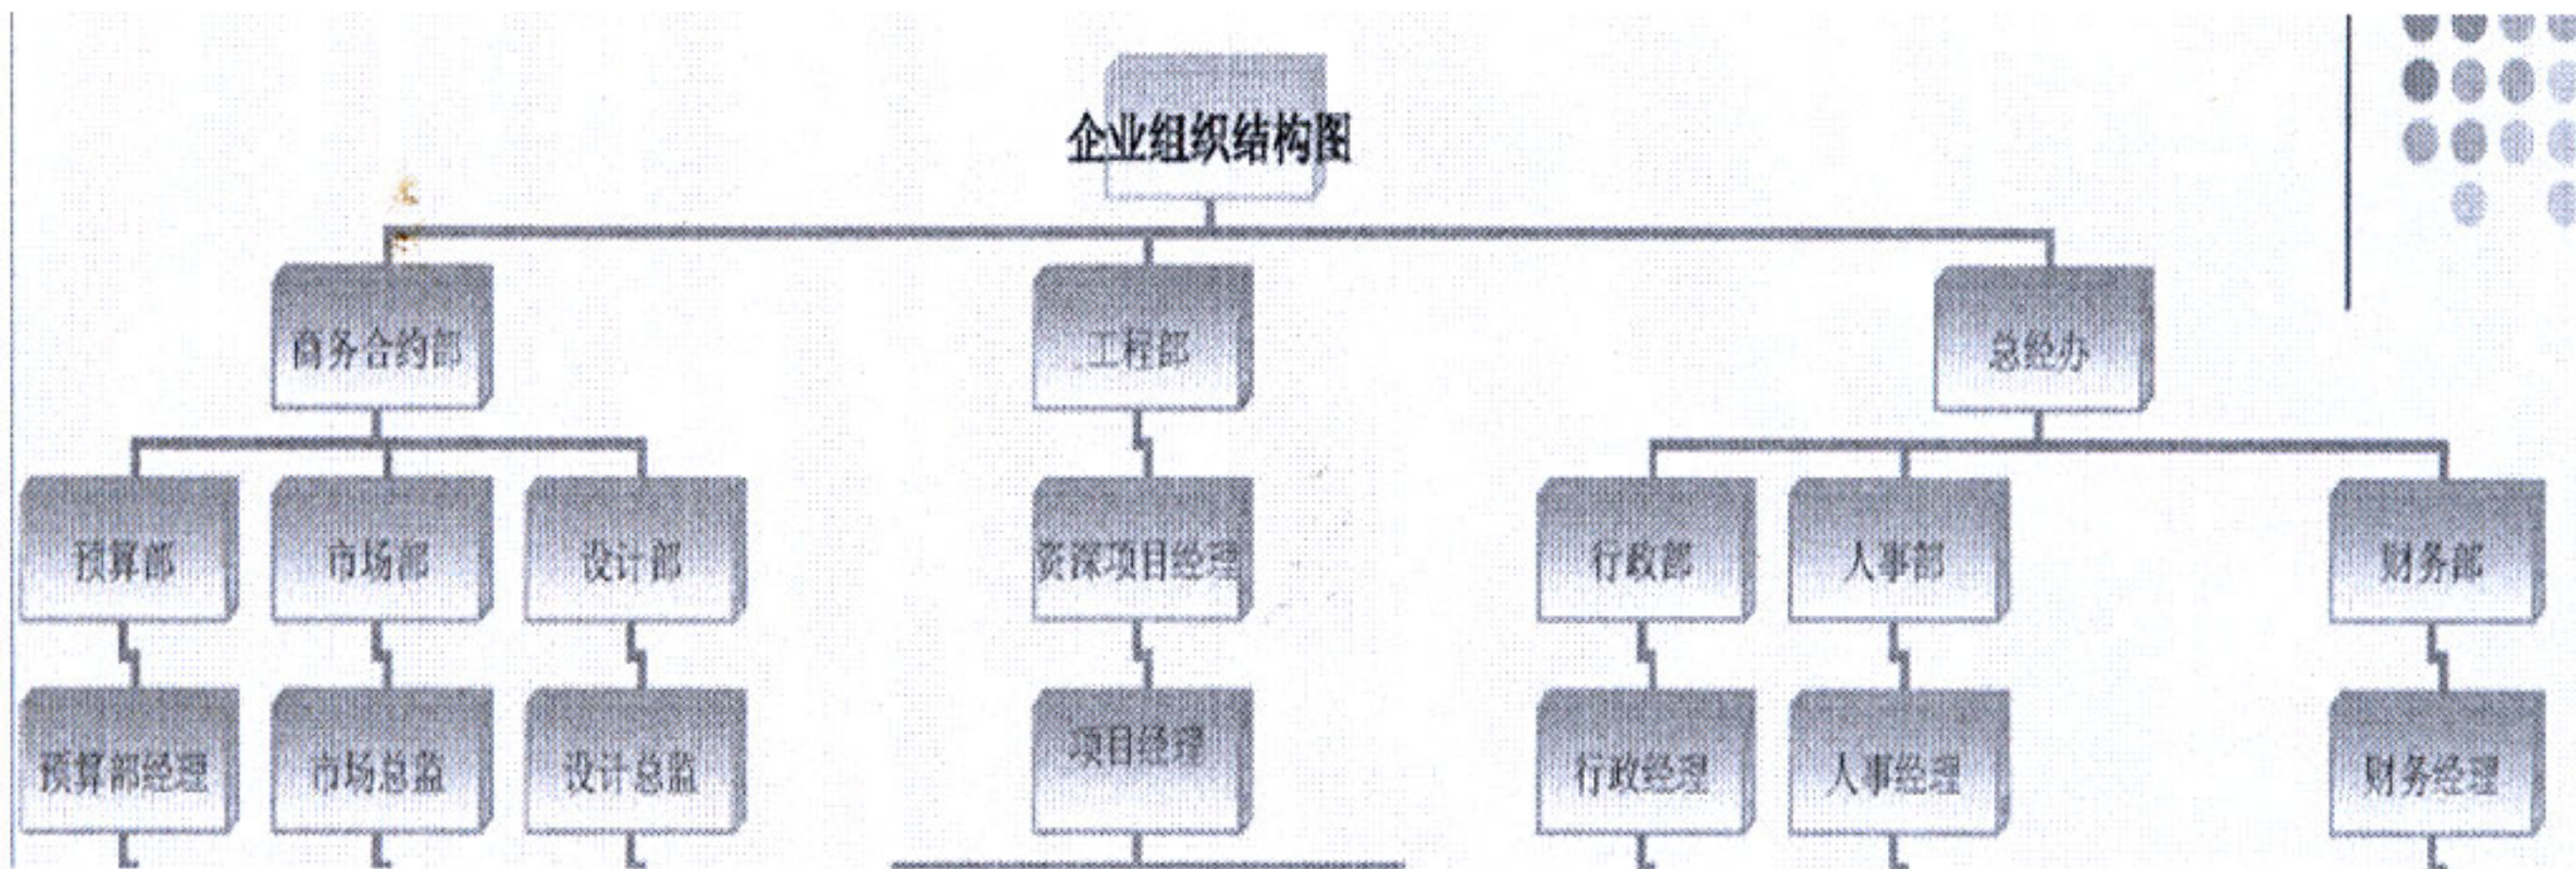 企业组织结构图
商务合约部
工程部
总经办
预算部
市场部
设计部
资深项目经理
行政部
人事部
财务部
预算部经理
市场总监
设计总监
项目经理
行政经理
人事经理
财务经理